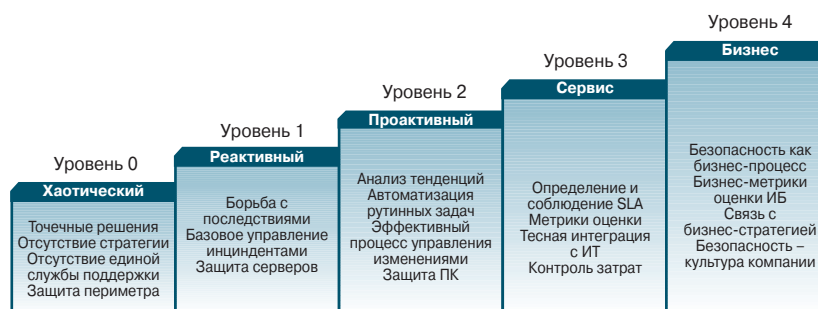 Уровень 0
Хаотический
Точечные решения
Отсутствие стратегии
Отсутствие единой
службы поддержки
Защита периметра
Уровень 1
Реактивный
Борьба с
последствиями
Базовое управление
инциндентами
Защита серверов
Уровень 2
Проактивный
Анализ тенденций
Автоматизация
рутинных задач
Эффективный
процесс управления
изменениями
Защита ПК
Уровень 3
Сервис
Определение и
соблюдение SLA
Метрики оценки
Тесная интеграция
с ИТ
Контроль затрат
Уровень 4
Бизнес
Безопасность как
бизнес-процесс
Бизнес-метрики
оценки ИБ
Связь с
бизнес-стратегией
Безопасность –
культура компании